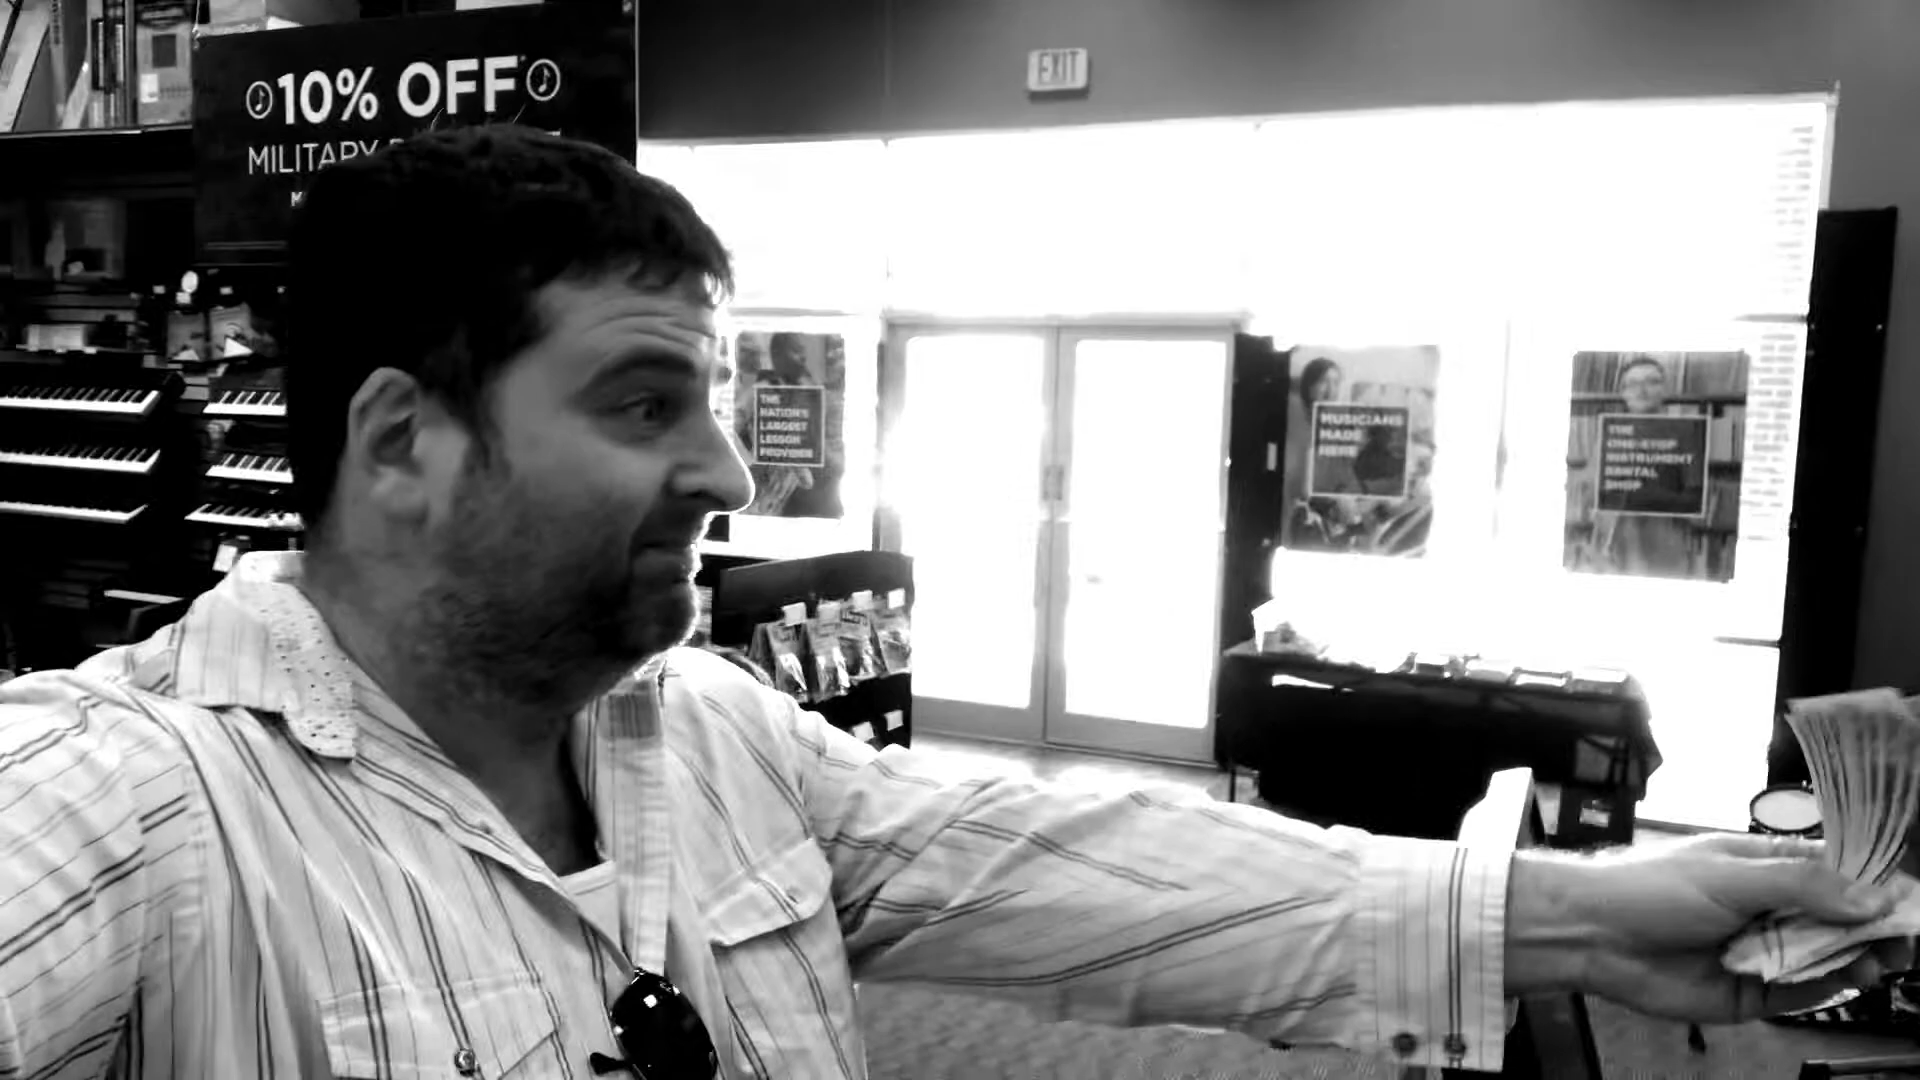 10% OFF
MILITARY
EXIT
THE
NATION'S
LARGEST
LESSON
PROVIDER
MUSICIANS
MADE
HERE
THE
ONE-STOP
INSTRUMENT
RENTAL
SHOP